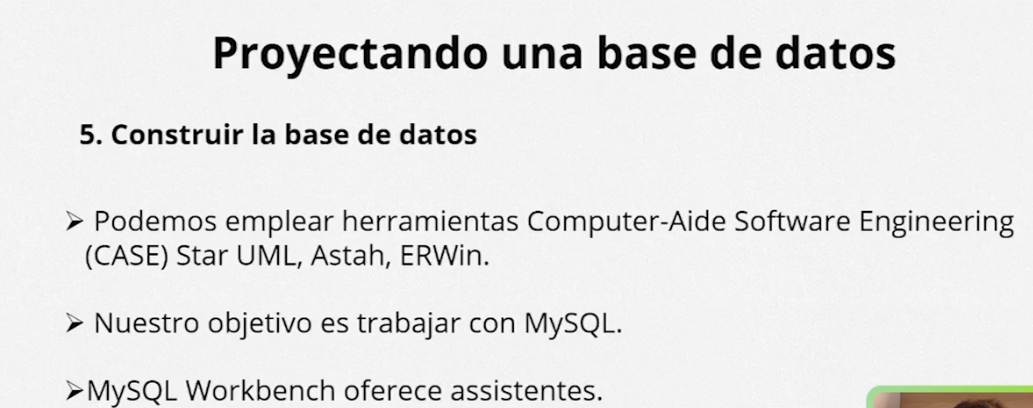 Proyectando una base de datos
5. Construir la base de datos
➢ Podemos emplear herramientas Computer-Aide Software Engineering
(CASE) Star UML, Astah, ERWin.
➢ Nuestro objetivo es trabajar con MySQL.
➢MySQL Workbench oferece assistentes.